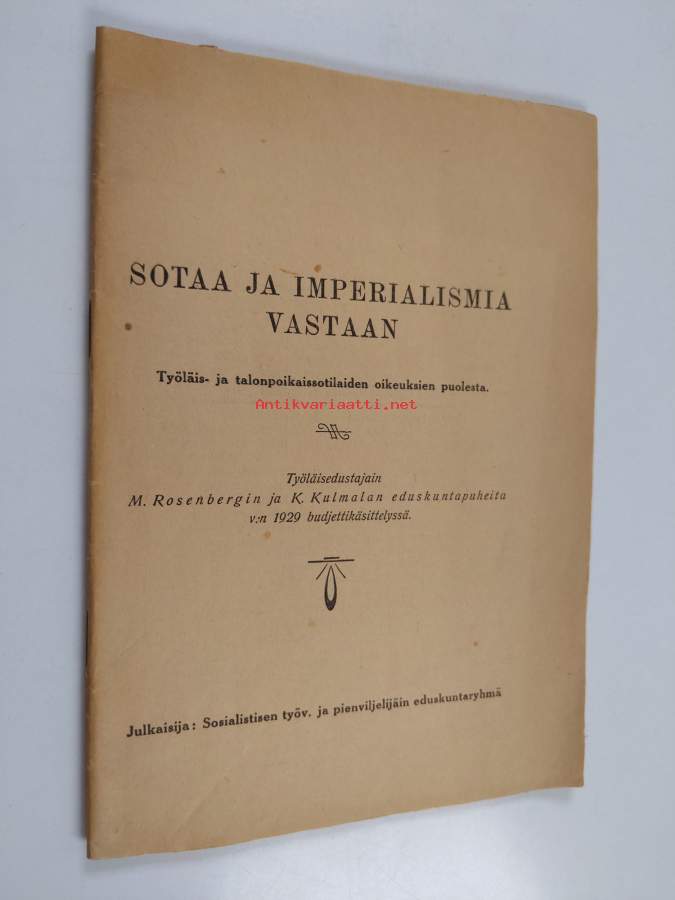 SOTAA JA IMPERIALISMIA
VASTAAN
Työläis- ja talonpoikaissotilaiden oikeuksien puolesta.
Antikvariaatti.net
Työläisedustajain
M. Rosenbergin ja K. Kulmalan eduskuntapuheita
v:n 1929 budjettikäsittelyssä.
Julkaisija: Sosialistisen työv. ja pienviljelijäin eduskuntaryhmä